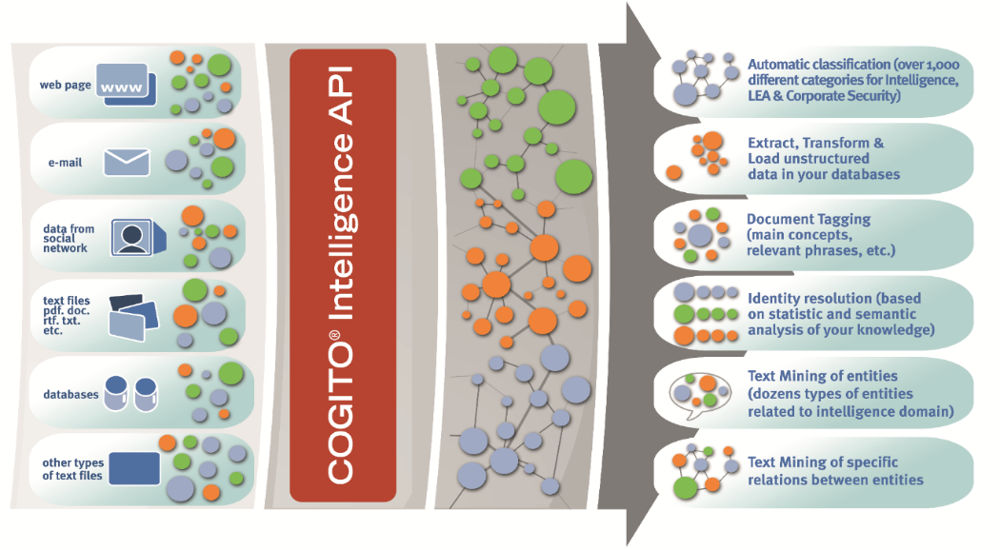 web page
www
e-mail
data from
social
network
text files
pdf. doc.
rtf. txt.
etc.
databases
other types
of text files
COGITO® Intelligence API
Automatic classification (over 1,000
different categories for Intelligence,
LEA & Corporate Security)
Extract, Transform &
Load unstructured
data in your databases
Document Tagging
(main concepts,
relevant phrases, etc.)
Identity resolution (based
on statistic and semantic
analysis of your knowledge)
Text Mining of entities
(dozens types of entities
related to intelligence domain)
Text Mining of specific
relations between entities